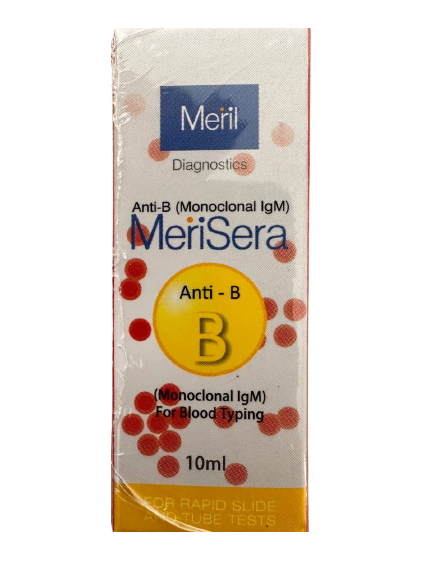 Meril
Diagnostics
Anti-B (Monoclonal IgM)
MeriSera
Anti - B
B
(Monoclonal IgM)
For Blood Typing
10ml
FOR RAPID SLIDE
AND TUBE TESTS